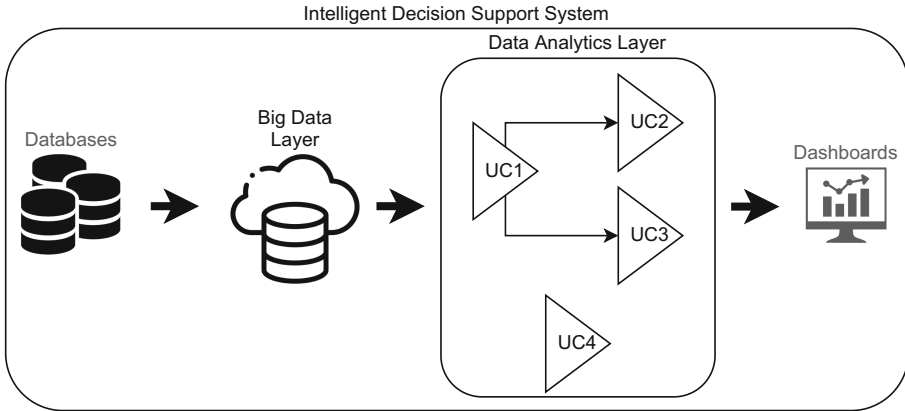 Intelligent Decision Support System
Data Analytics Layer
Databases
Big Data
Layer
UC1
UC2
UC3
UC4
Dashboards